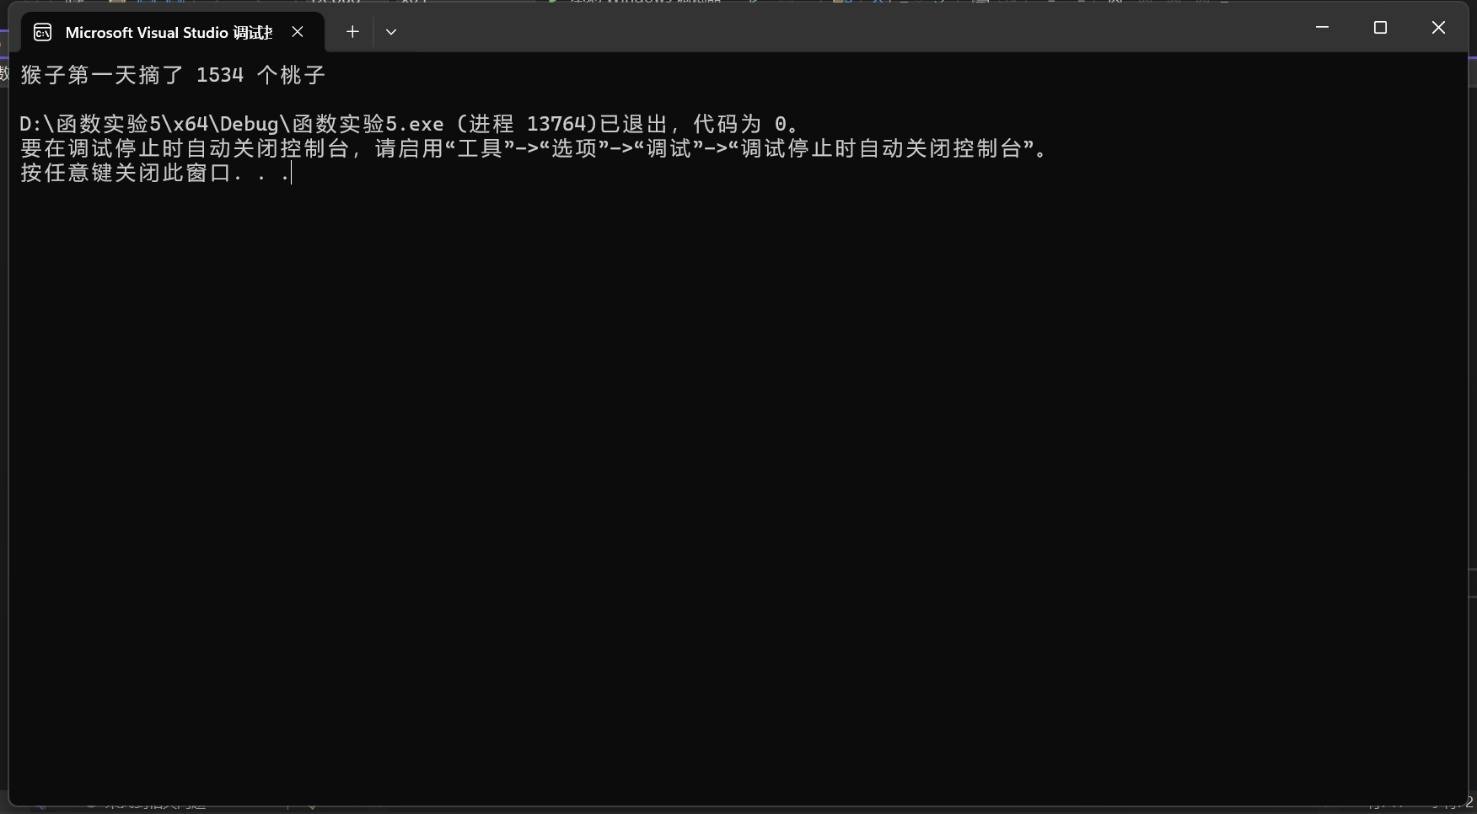 Microsoft Visual Studio 调试
猴子第一天摘了 1534 个桃子
D:\函数实验5\x64\Debug\函数实验5.exe (进程 13764)已退出，代码为 0。
要在调试停止时自动关闭控制台，请启用“工具”->“选项”->“调试”->“调试停止时自动关闭控制台”。
按任意键关闭此窗口. . .